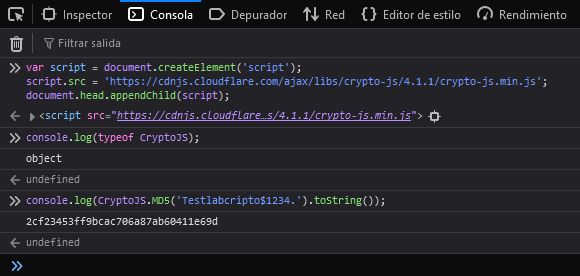 Inspector Consola Depurador Red Editor de estilo Rendimiento
Filtrar salida
var script = document.createElement('script');
script.src = 'https://cdnjs.cloudflare.com/ajax/libs/crypto-js/4.1.1/crypto-js.min.js';
document.head.appendChild(script);
<script src="https://cdnjs.cloudflare.c…s/4.1.1/crypto-js.min.js">
console.log(typeof CryptoJS);
object
undefined
console.log(CryptoJS.MD5('Testlabcripto$1234.').toString());
2cf23453ff9bcac706a87ab60411e69d
undefined